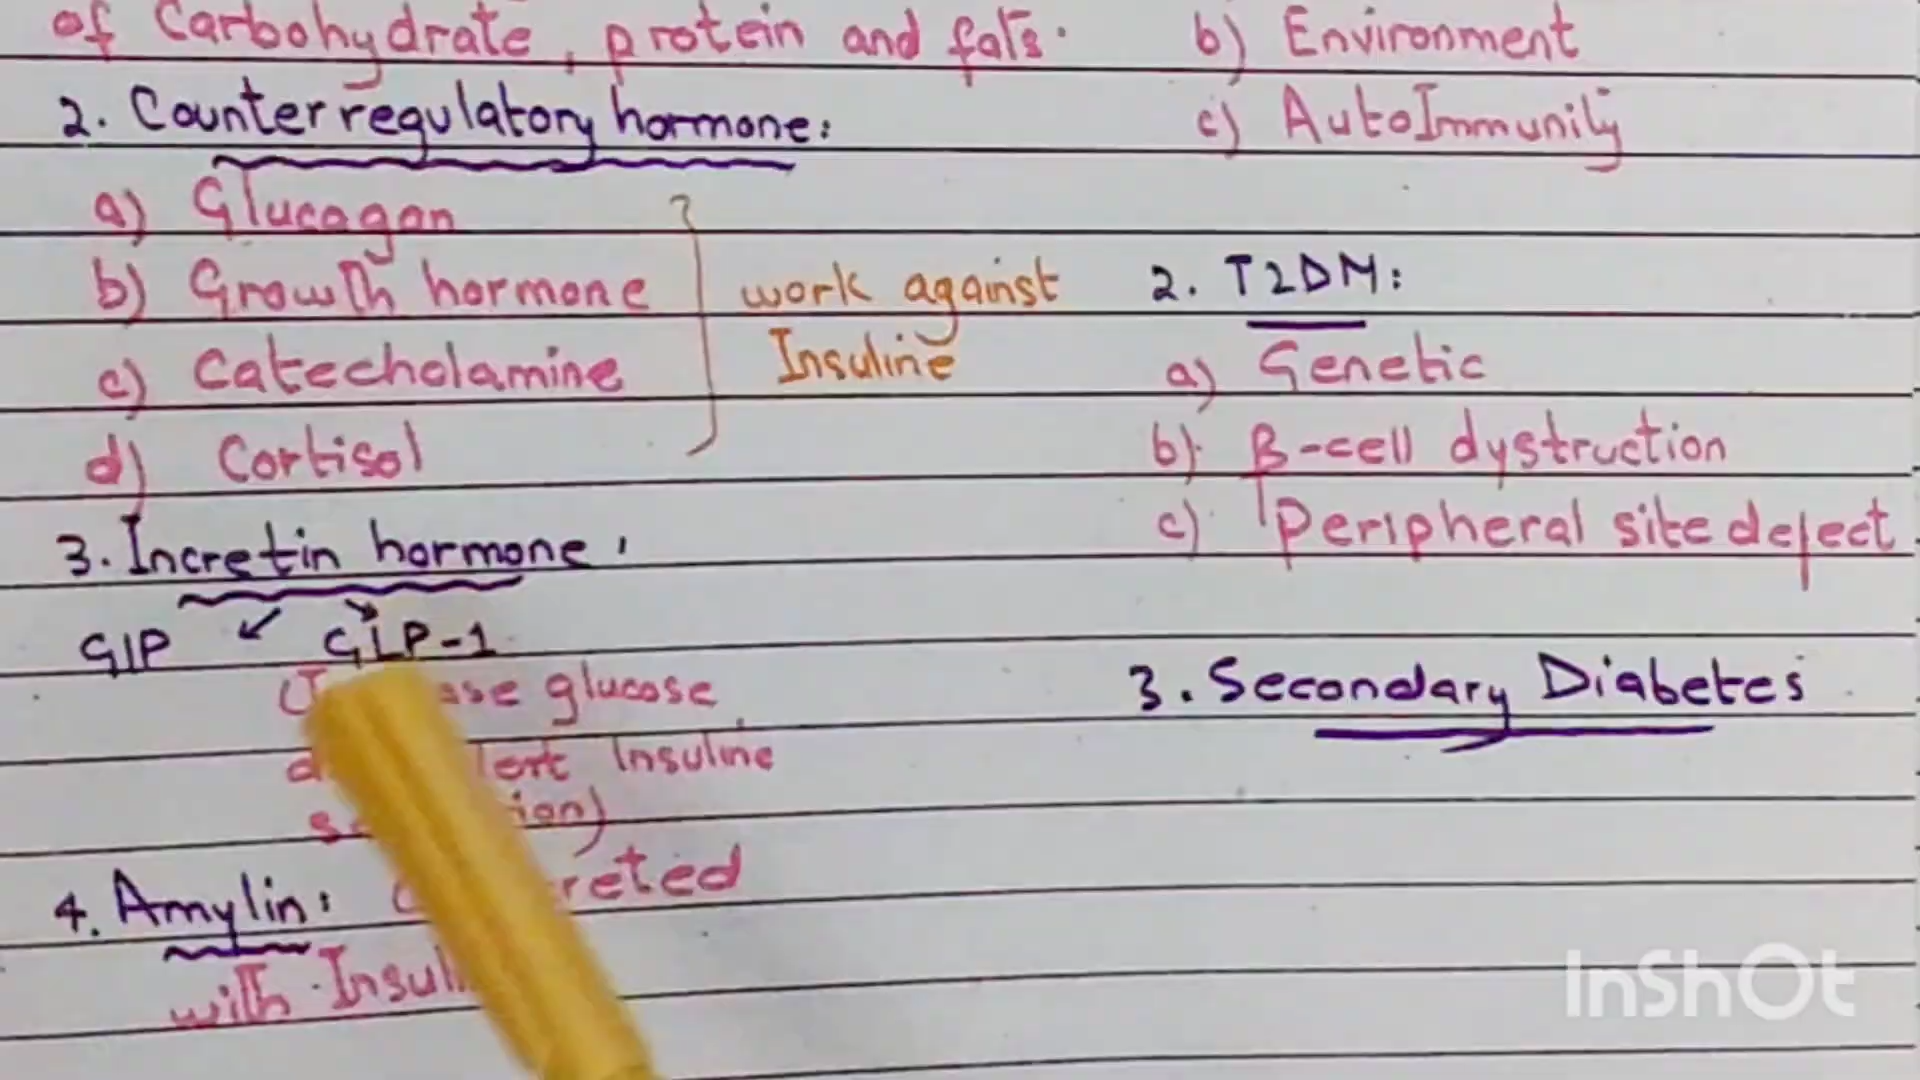 of Carbohydrate, protein and fats.
2. Counter regulatory hormone:
a) Glucagan
b) Growth hormone
c) Catecholamine
d) Cortisol
work against
Insuline
3. Incretin hormone:
GIP GLP-1
glucose
Insuline
4. Amylin:
with Insul
b) Environment
c) AutoImmunity
2. T2DM:
a) Genetic
b) B-cell dystruction
c) Peripheral site defect
3. Secondary Diabetes
InShOt